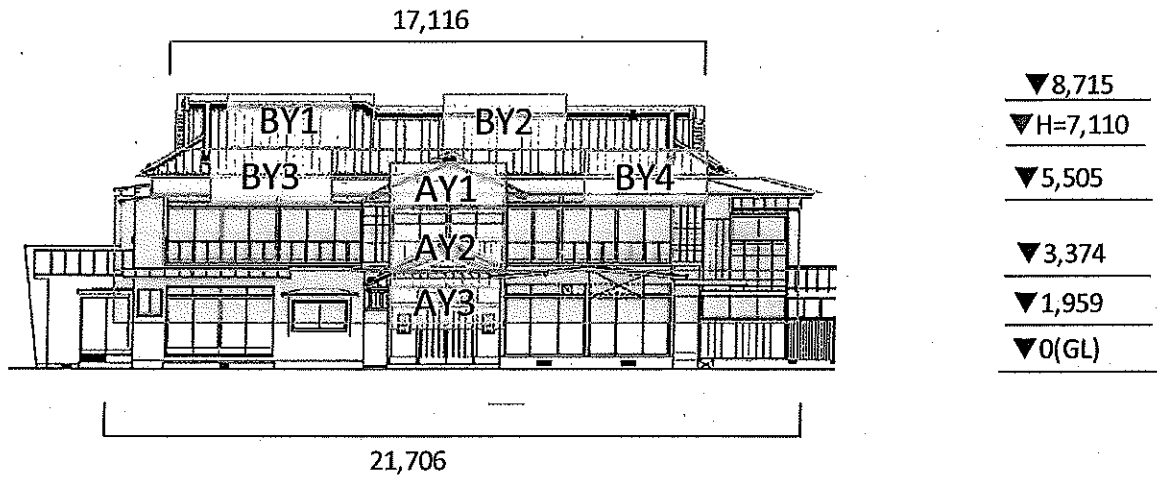 17,116
▼8,715
▼H=7,110
▼5,505
▼3,374
▼1,959
▼0(GL)
BY1
BY2
BY3
AY1
BY4
AY2
AY3
21,706